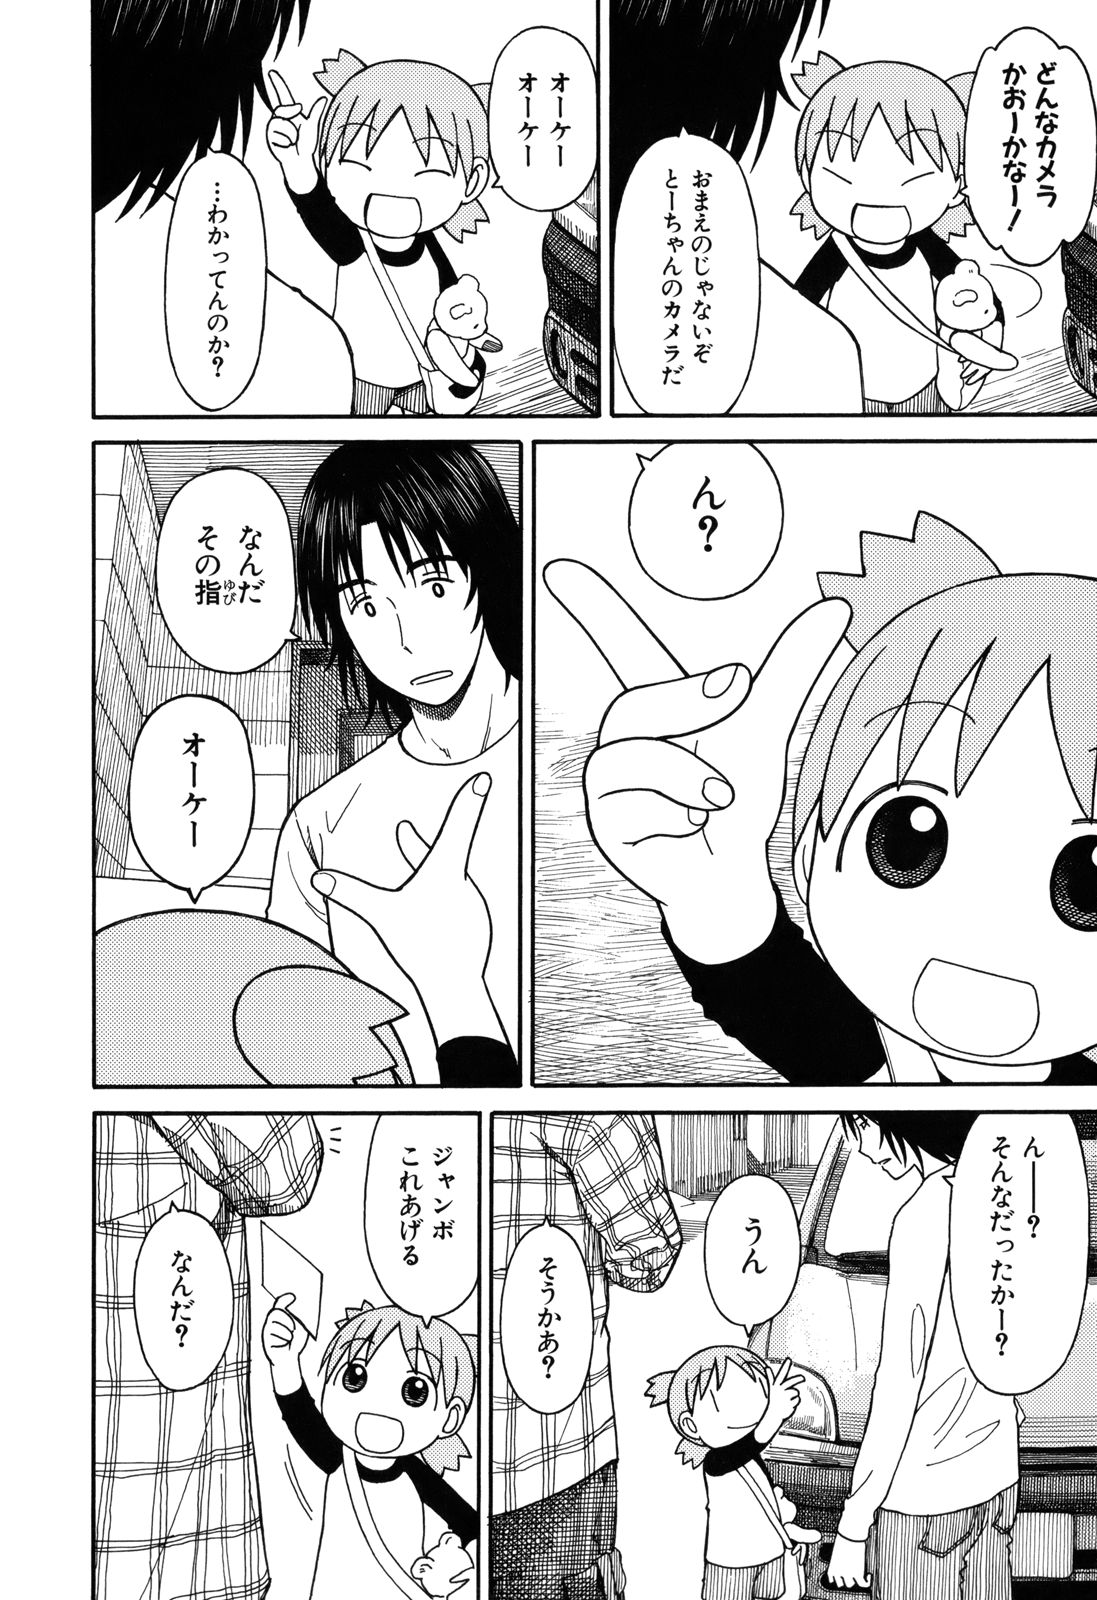 どんなカメラ
かおーかなー！
おまえのじゃないぞ
とーちゃんのカメラだ
オーケー
オーケー
…わかってんのか？
ん？
なんだ
その指
ゆび
オーケー
んー？
そんなだったかー？
うん
そうかあ？
ジャンボ
これあげる
なんだ？